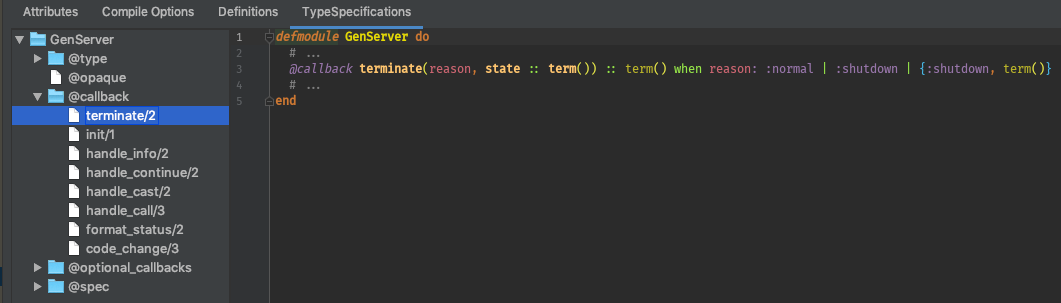 Attributes Compile Options Definitions TypeSpecifications
GenServer
@type
@opaque
@callback
terminate/2
init/1
handle_info/2
handle_continue/2
handle_cast/2
handle_call/3
format_status/2
code_change/3
@optional_callbacks
@spec
1 defmodule GenServer do
2 # ...
3 @callback terminate(reason, state :: term()) :: term() when reason: :normal | :shutdown | {:shutdown, term()}
4 # ...
5 end